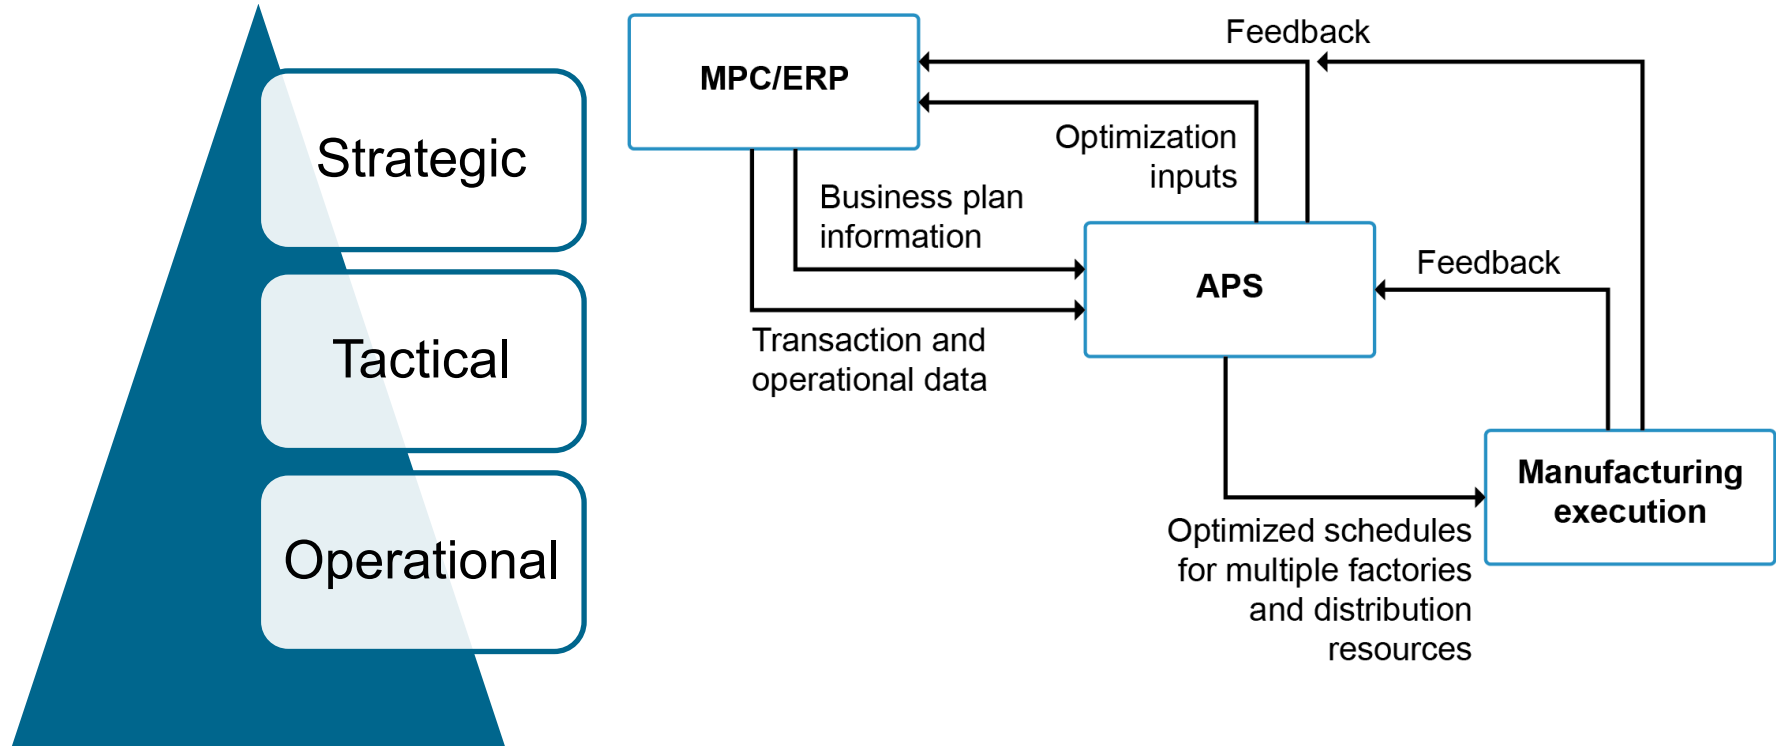 Strategic
Tactical
Operational
MPC/ERP
Feedback
Optimization
inputs
Business plan
information
APS
Feedback
Transaction and
operational data
Manufacturing
execution
Optimized schedules
for multiple factories
and distribution
resources